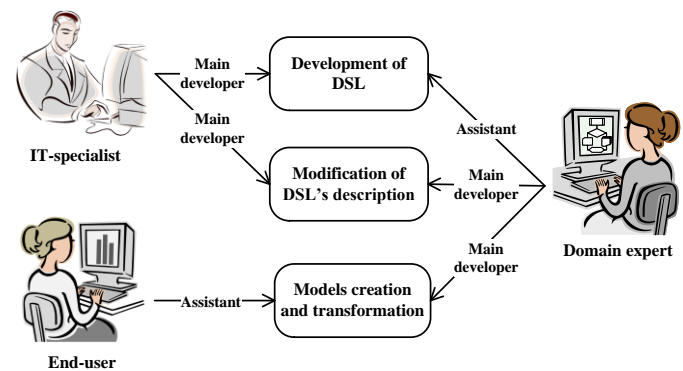 Main
developer
Development of
DSL
Main
developer
Assistant
IT-specialist
Modification of
DSL's description
Main
developer
Domain expert
Main
developer
Assistant
Models creation
and transformation
End-user